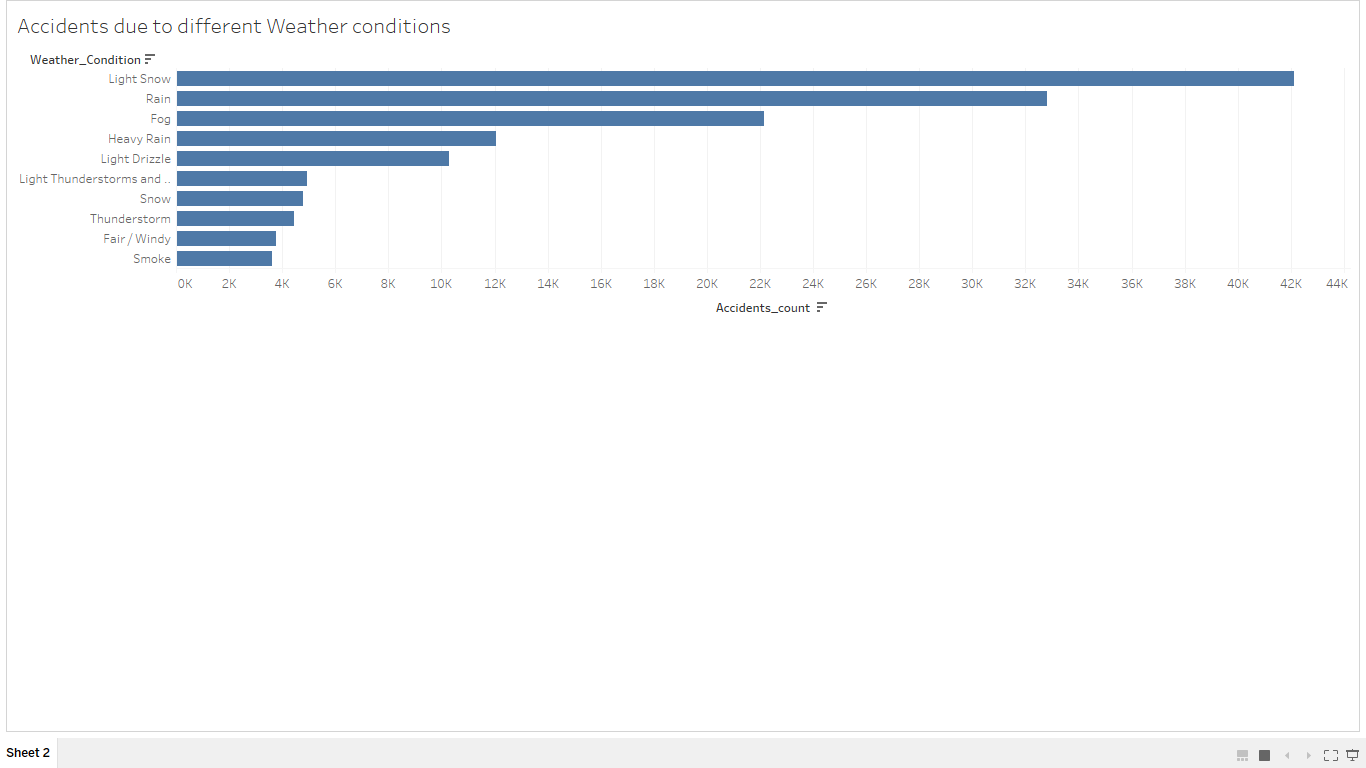 Accidents due to different Weather conditions
Weather_Condition
Light Snow
Rain
Fog
Heavy Rain
Light Drizzle
Light Thunderstorms and ..
Snow
Thunderstorm
Fair / Windy
Smoke
0K 2K 4K 6K 8K 10K 12K 14K 16K 18K 20K 22K 24K 26K 28K 30K 32K 34K 36K 38K 40K 42K 44K
Accidents_count
Sheet 2